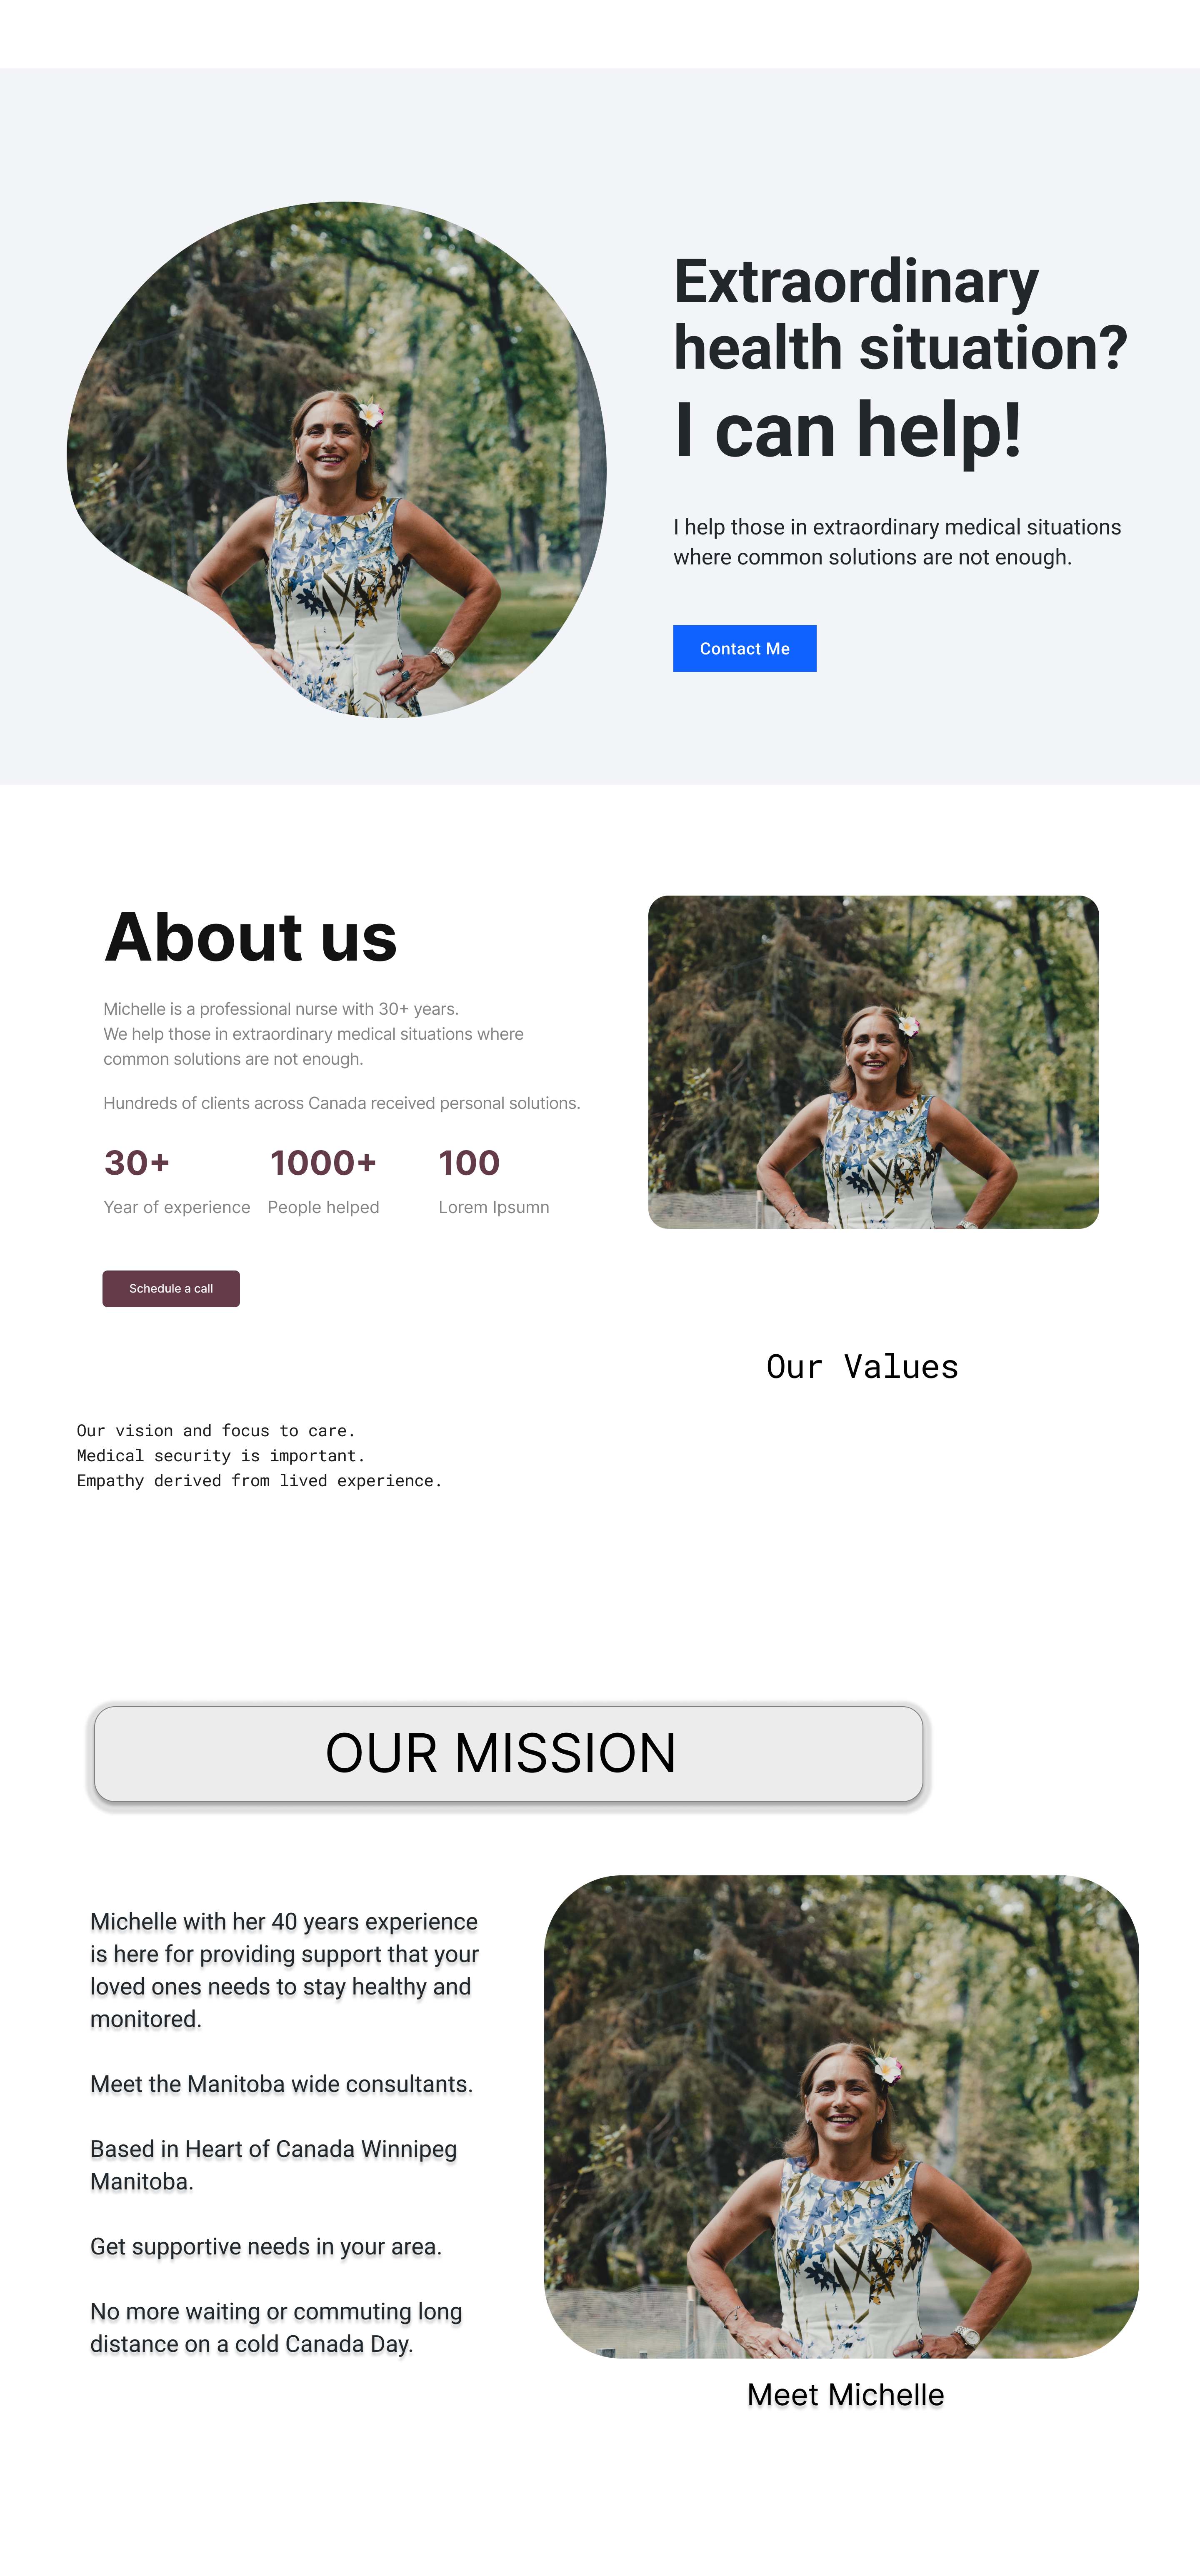 Extraordinary
health situation?
I can help!
I help those in extraordinary medical situations
where common solutions are not enough.
Contact Me
About us
Michelle is a professional nurse with 30+ years.
We help those in extraordinary medical situations where
common solutions are not enough.
Hundreds of clients across Canada received personal solutions.
30+ 1000+ 100
Year of experience People helped Lorem Ipsumn
Schedule a call
Our Values
Our vision and focus to care.
Medical security is important.
Empathy derived from lived experience.
OUR MISSION
Michelle with her 40 years experience
is here for providing support that your
loved ones needs to stay healthy and
monitored.
Meet the Manitoba wide consultants.
Based in Heart of Canada Winnipeg
Manitoba.
Get supportive needs in your area.
No more waiting or commuting long
distance on a cold Canada Day.
Meet Michelle